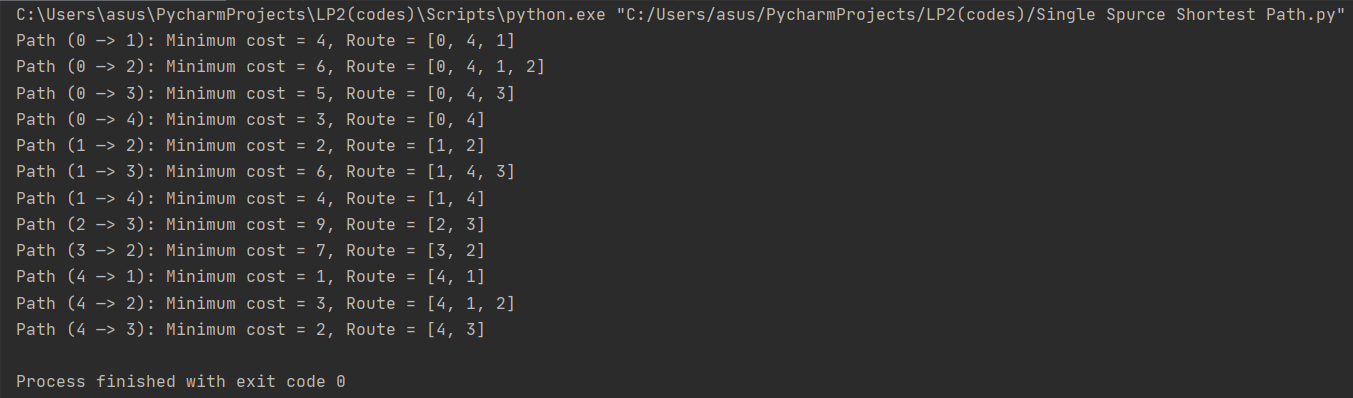 C:\Users\asus\PycharmProjects\LP2(codes)\Scripts\python.exe "C:/Users/asus/PycharmProjects/LP2(codes)/Single Spurce Shortest Path.py"
Path (0 —> 1): Minimum cost = 4, Route = [0, 4, 1]
Path (0 —> 2): Minimum cost = 6, Route = [0, 4, 1, 2]
Path (0 —> 3): Minimum cost = 5, Route = [0, 4, 3]
Path (0 —> 4): Minimum cost = 3, Route = [0, 4]
Path (1 —> 2): Minimum cost = 2, Route = [1, 2]
Path (1 —> 3): Minimum cost = 6, Route = [1, 4, 3]
Path (1 —> 4): Minimum cost = 4, Route = [1, 4]
Path (2 —> 3): Minimum cost = 9, Route = [2, 3]
Path (3 —> 2): Minimum cost = 7, Route = [3, 2]
Path (4 —> 1): Minimum cost = 1, Route = [4, 1]
Path (4 —> 2): Minimum cost = 3, Route = [4, 1, 2]
Path (4 —> 3): Minimum cost = 2, Route = [4, 3]
Process finished with exit code 0